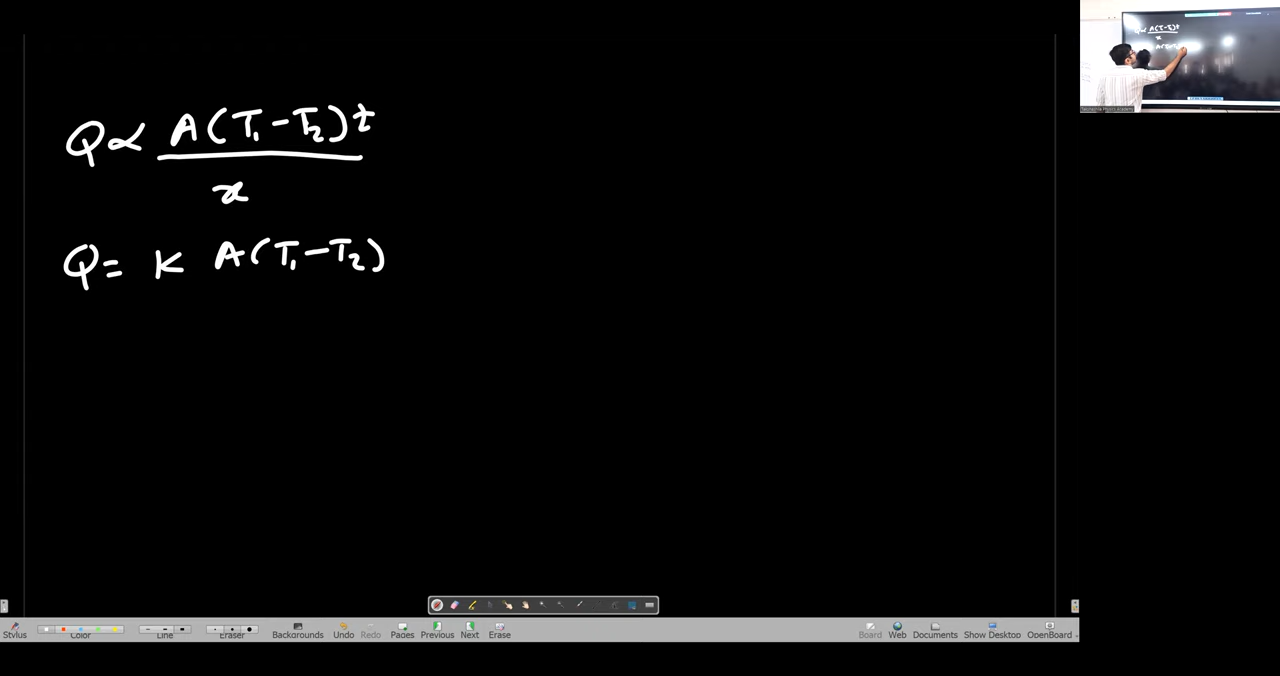 Q ∝ A(T₁-T₂)t
x
Q = K A(T₁-T₂)
Stylus
Color
Line
Eraser
Backgrounds
Undo
Redo
Pages
Previous
Next
Erase
Board
Web
Documents
Show Desktop
OpenBoard